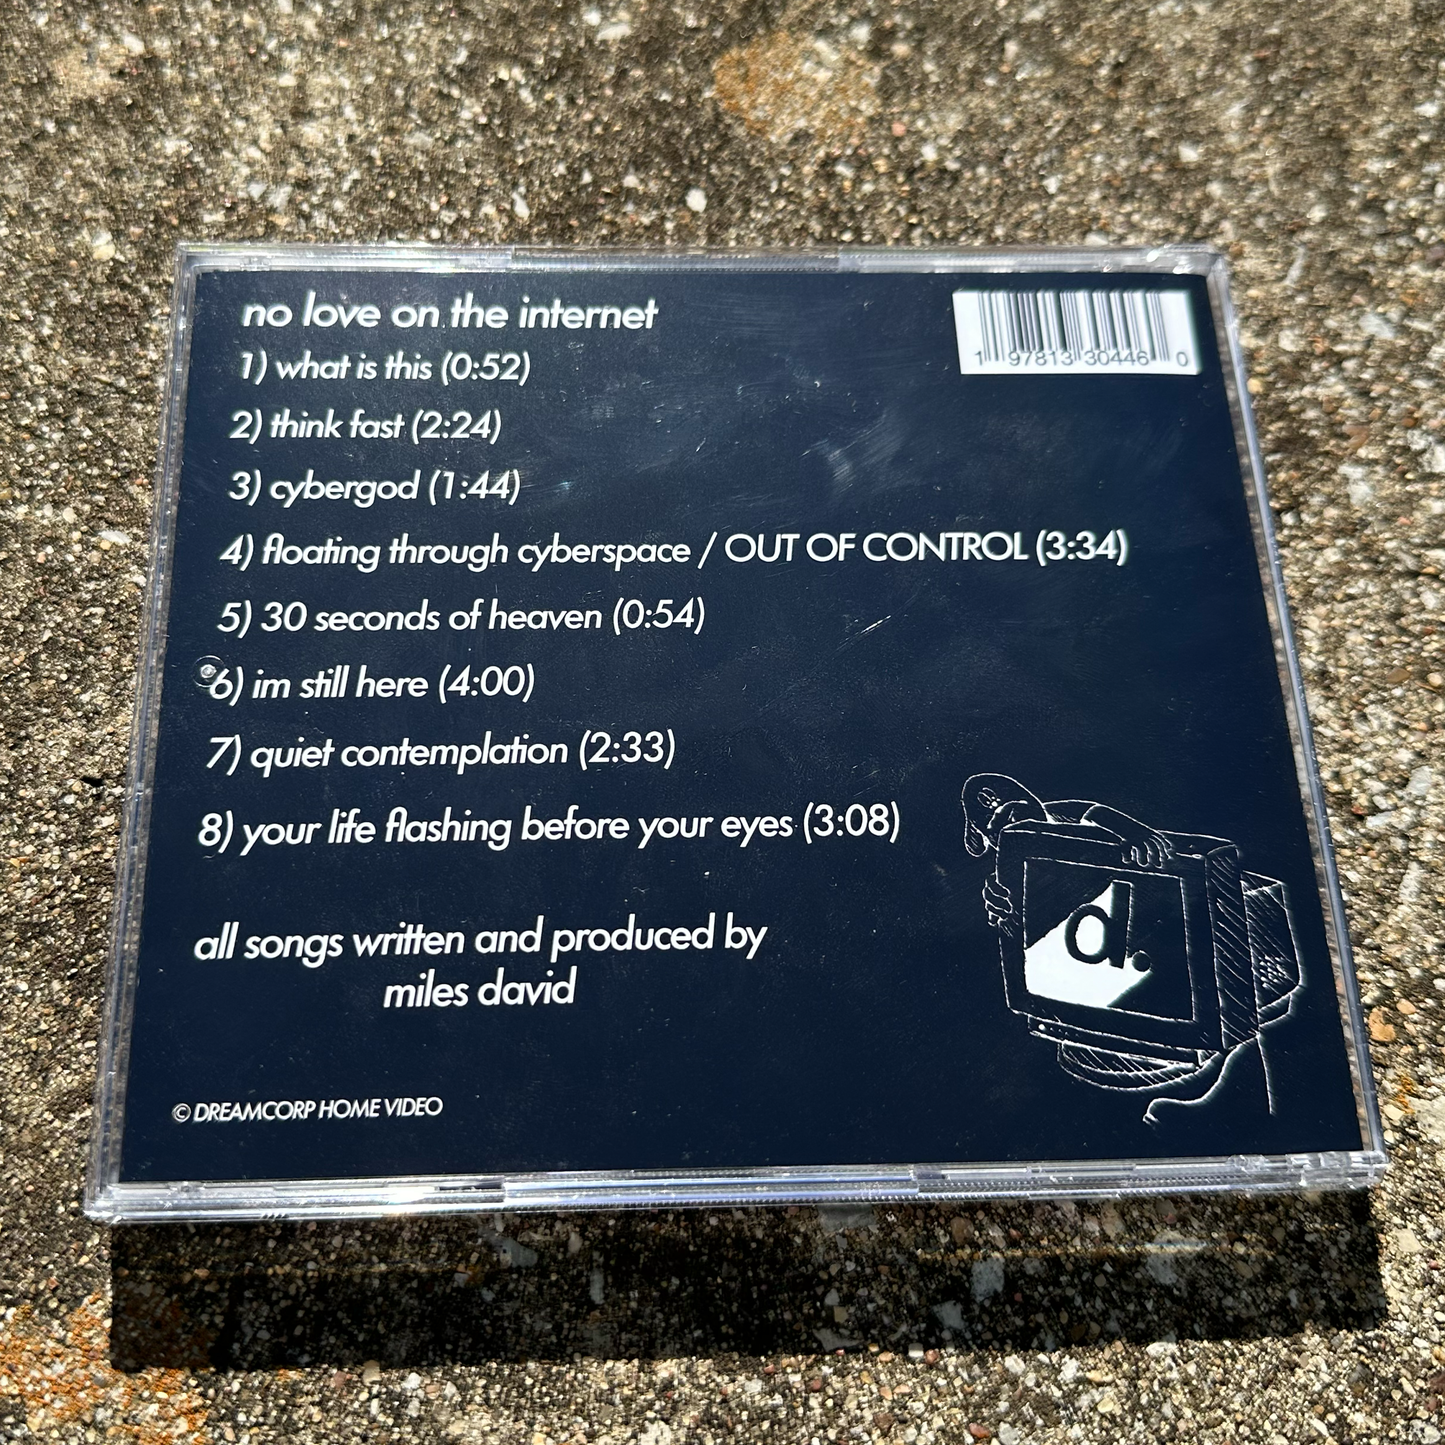 no love on the internet
1) what is this (0:52)
2) think fast (2:24)
3) cybergod (1:44)
4) floating through cyberspace / OUT OF CONTROL (3:34)
5) 30 seconds of heaven (0:54)
6) im still here (4:00)
7) quiet contemplation (2:33)
8) your life flashing before your eyes (3:08)
all songs written and produced by
miles david
© DREAMCORP HOME VIDEO
1 97813 30446 0
d.